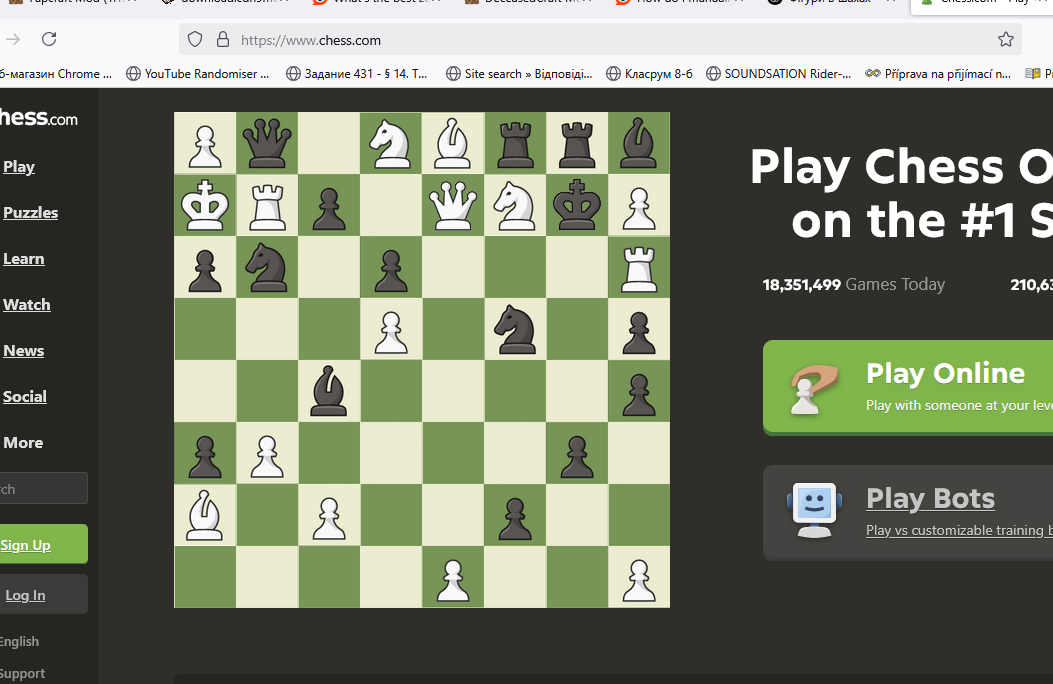 https://www.chess.com
б-магазин Chrome ... YouTube Randomiser ... Задание 431 - § 14. Т... Site search » Відповіді... Класрум 8-б SOUNDSATION Rider-... Příprava na přijímací n...
hess.com
Play
Puzzles
Learn
Watch
News
Social
More
rch
Sign Up
Log In
English
Support
Play Chess O
on the #1 S
18,351,499 Games Today 210,63
Play Online
Play with someone at your leve
Play Bots
Play vs customizable training b